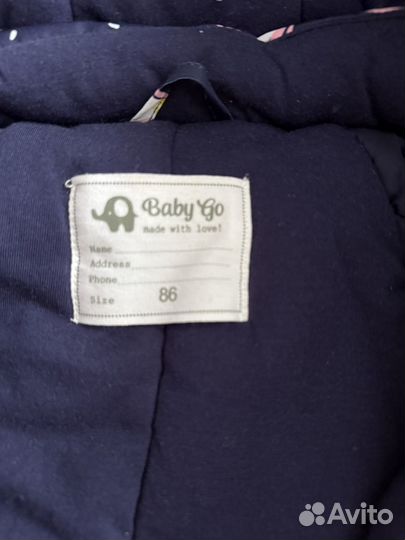 Baby Go
made with love!
Name
Address
Phone
Size 86
Avito